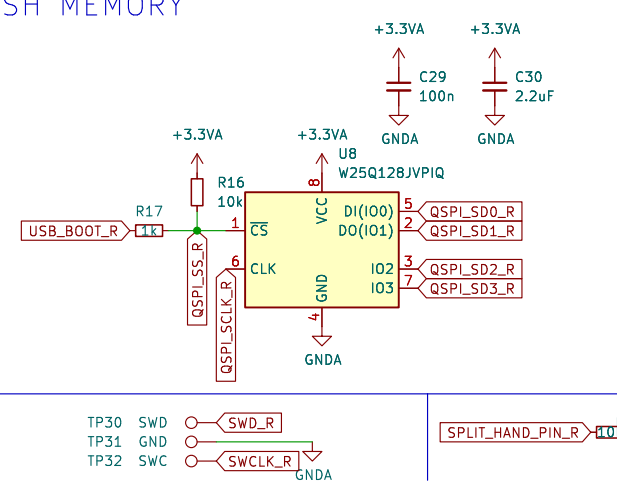 SH MEMORY
+3.3VA
+3.3VA
C29
100n
C30
2.2uF
GNDA
GNDA
+3.3VA
+3.3VA
U8
W25Q128JVPIQ
R16
10k
R17
1k
USB_BOOT_R
QSPI_SS_R
QSPI_SCLK_R
1
CS
6
CLK
8
VCC
4
GND
DI(IO0)
5
QSPI_SD0_R
DO(IO1)
2
QSPI_SD1_R
IO2
3
QSPI_SD2_R
IO3
7
QSPI_SD3_R
GNDA
TP30 SWD SWD_R
TP31 GND
TP32 SWC SWCLK_R
GNDA
SPLIT_HAND_PIN_R
10